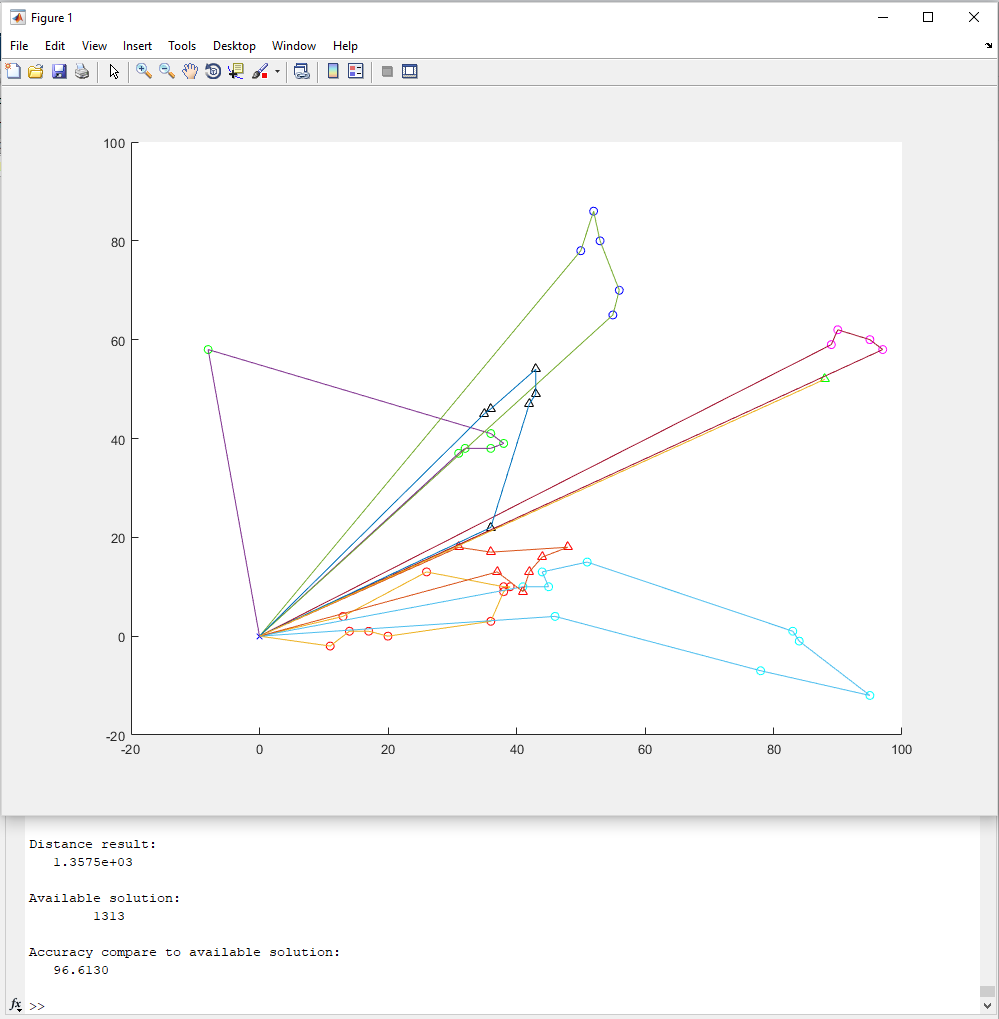 Figure 1
File Edit View Insert Tools Desktop Window Help
100
80
60
40
20
0
-20
-20 0 20 40 60 80 100
Distance result:
1.3575e+03
Available solution:
1313
Accuracy compare to available solution:
96.6130
fx >>